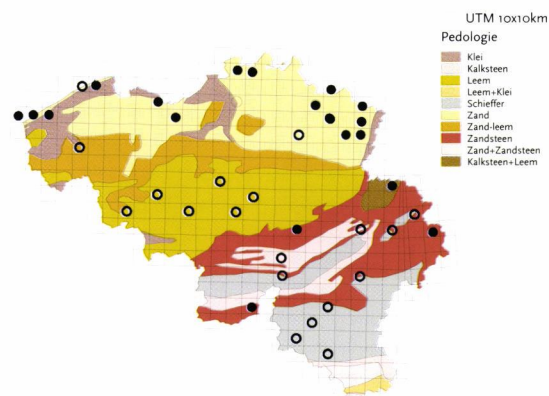 UTM 10x10km
Pedologie
Klei
Kalksteen
Leem
Leem+Klei
Schieffer
Zand
Zand-leem
Zandsteen
Zand+Zandsteen
Kalksteen+Leem